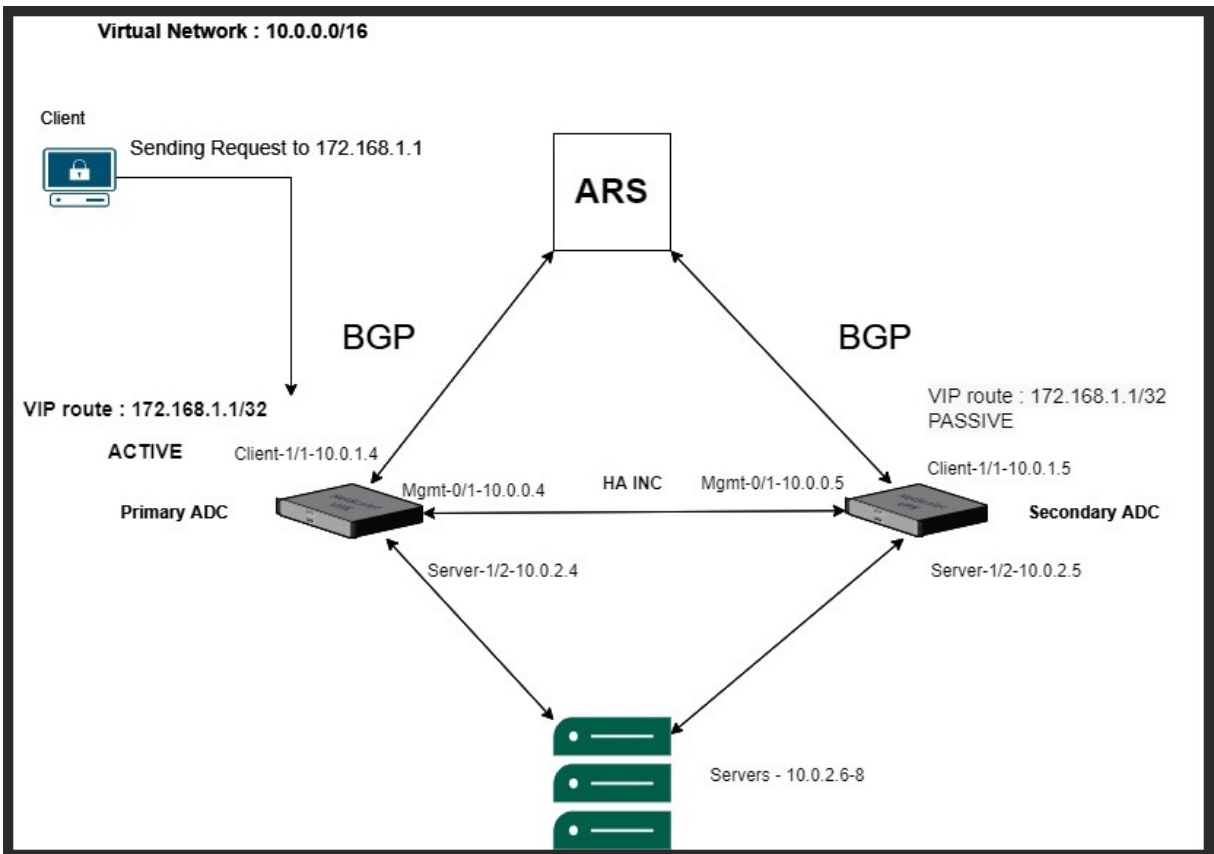 Virtual Network : 10.0.0.0/16
Client
Sending Request to 172.168.1.1
ARS
BGP
BGP
VIP route : 172.168.1.1/32
ACTIVE
Client-1/1-10.0.1.4
VIP route : 172.168.1.1/32
PASSIVE
Client-1/1-10.0.1.5
Mgmt-0/1-10.0.0.4
HA INC
Mgmt-0/1-10.0.0.5
Primary ADC
Secondary ADC
Server-1/2-10.0.2.4
Server-1/2-10.0.2.5
Servers - 10.0.2.6-8